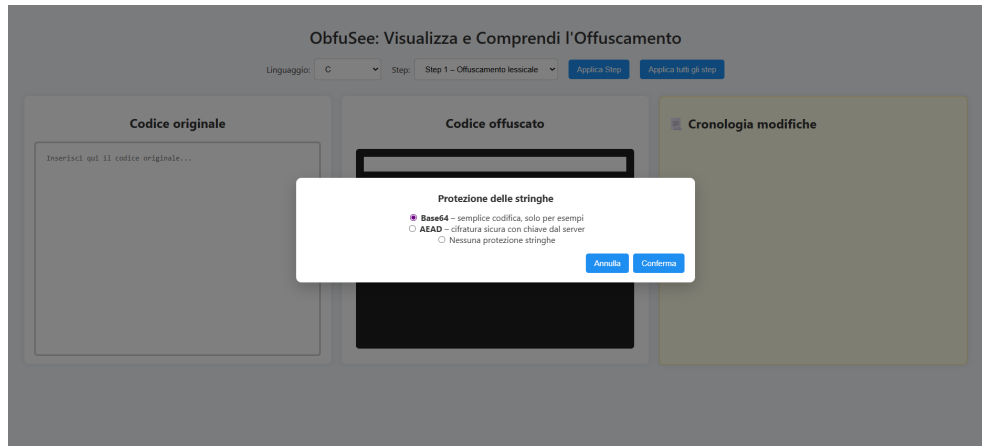 ObfuSee: Visualizza e Comprendi l'Offuscamento
Linguaggio: C Step: Step 1 – Offuscamento lessicale Applica Step Applica tutti gli step
Codice originale
Inserisci qui il codice originale...
Codice offuscato
Cronologia modifiche
Protezione delle stringhe
Base64 – semplice codifica, solo per esempi
AEAD – cifratura sicura con chiave dal server
Nessuna protezione stringhe
Annulla Conferma